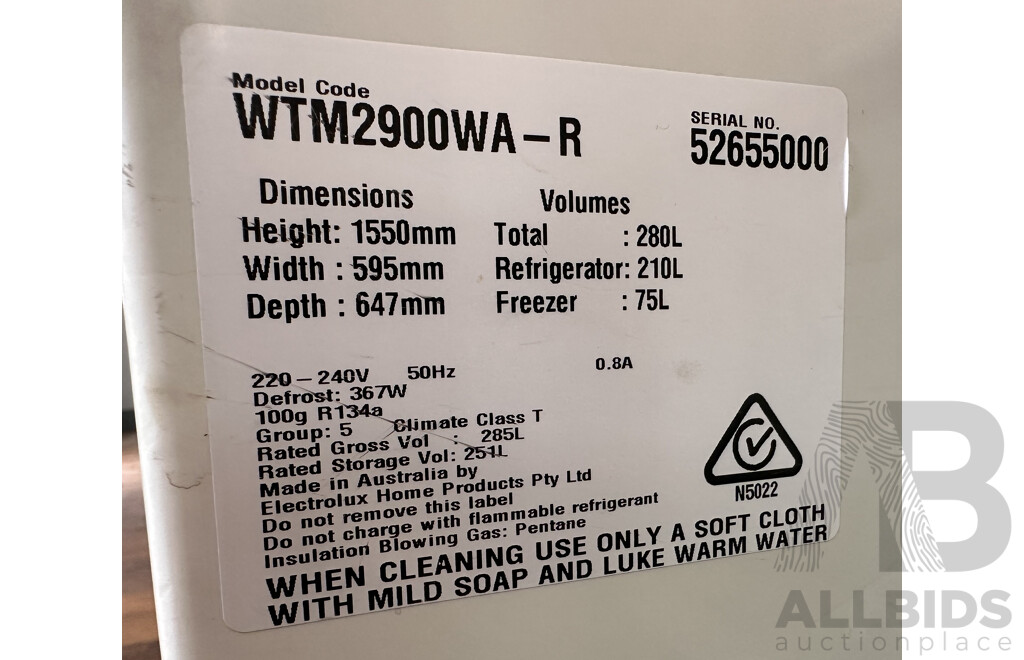 Model Code
WTM2900WA-R
SERIAL NO.
52655000
Dimensions
Height: 1550mm
Width : 595mm
Depth : 647mm
Volumes
Total : 280L
Refrigerator: 210L
Freezer : 75L
220-240V 50Hz 0.8A
Defrost: 367W
100g R134a
Group: 5 Climate Class T
Rated Gross Vol : 285L
Rated Storage Vol: 251L
Made in Australia by
Electrolux Home Products Pty Ltd
Do not remove this label
Do not charge with flammable refrigerant
Insulation Blowing Gas: Pentane
N5022
WHEN CLEANING USE ONLY A SOFT CLOTH
WITH MILD SOAP AND LUKE WARM WATER
AB
ALLBIDS
auctionplace